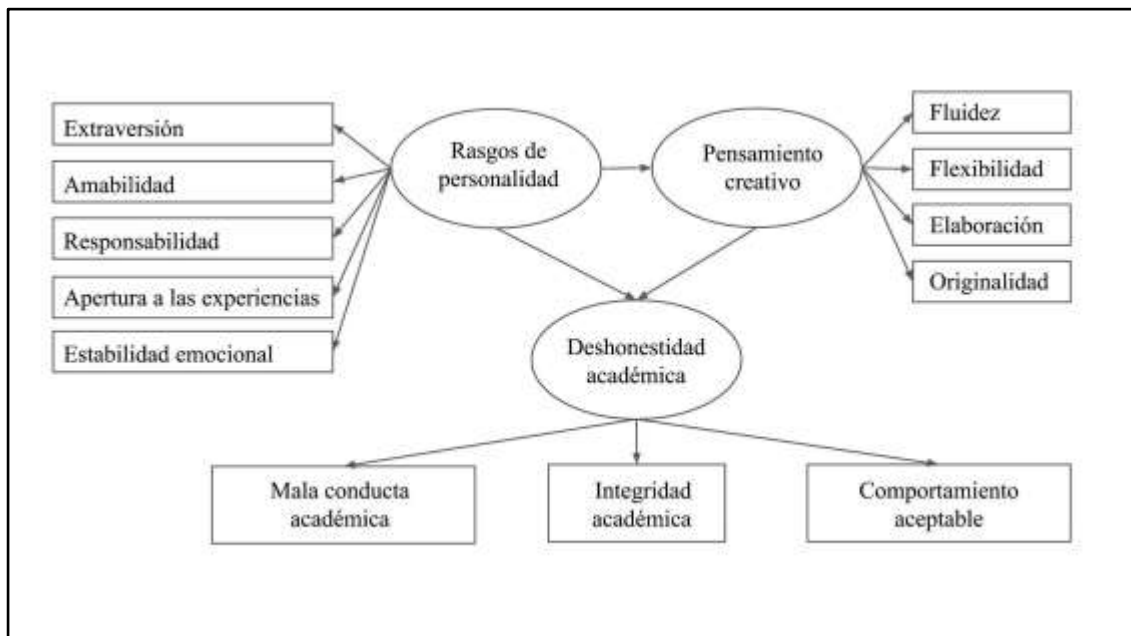 Extraversión
Amabilidad
Responsabilidad
Apertura a las experiencias
Estabilidad emocional
Rasgos de
personalidad
Pensamiento
creativo
Fluidez
Flexibilidad
Elaboración
Originalidad
Deshonestidad
académica
Mala conducta
académica
Integridad
académica
Comportamiento
aceptable